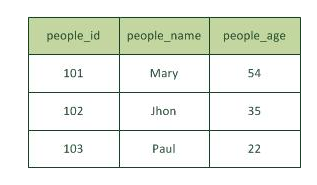 people_id people_name people_age
101 Mary 54
102 Jhon 35
103 Paul 22